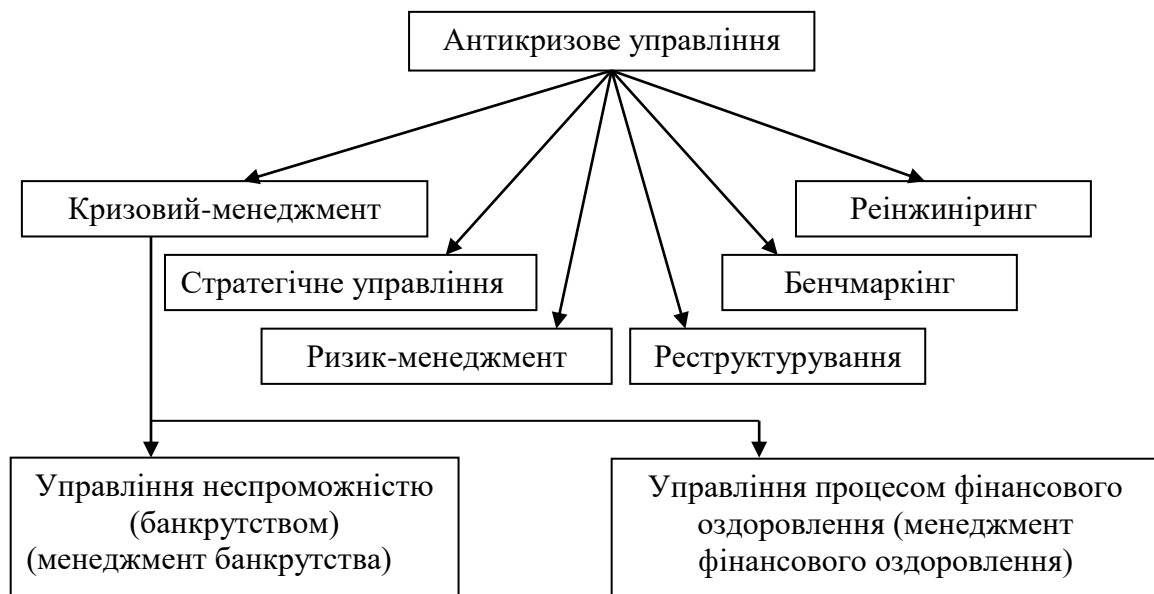 Антикризове управління
Кризовий-менеджмент
Реінжиніринг
Стратегічне управління
Бенчмаркінг
Ризик-менеджмент
Реструктурування
Управління неспроможністю
(банкрутством)
(менеджмент банкрутства)
Управління процесом фінансового
оздоровлення (менеджмент
фінансового оздоровлення)